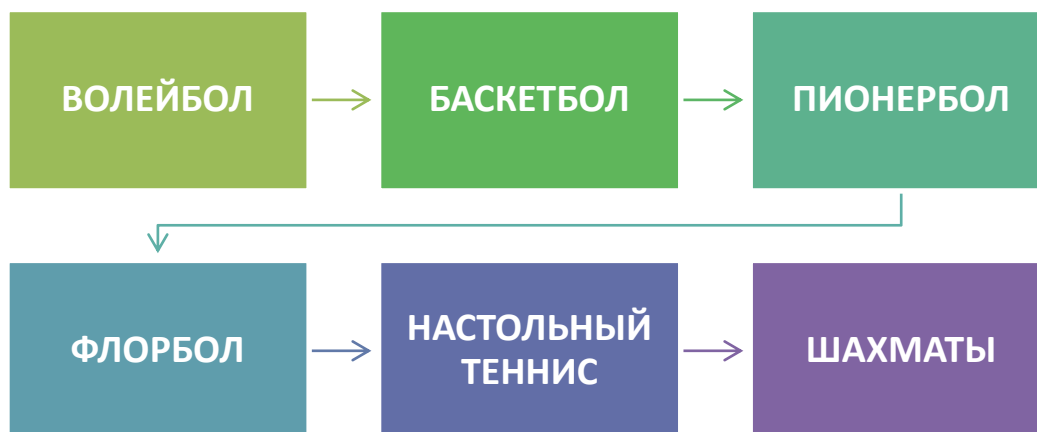 ВОЛЕЙБОЛ
БАСКЕТБОЛ
ПИОНЕРБОЛ
ФЛОРБОЛ
НАСТОЛЬНЫЙ
ТЕННИС
ШАХМАТЫ